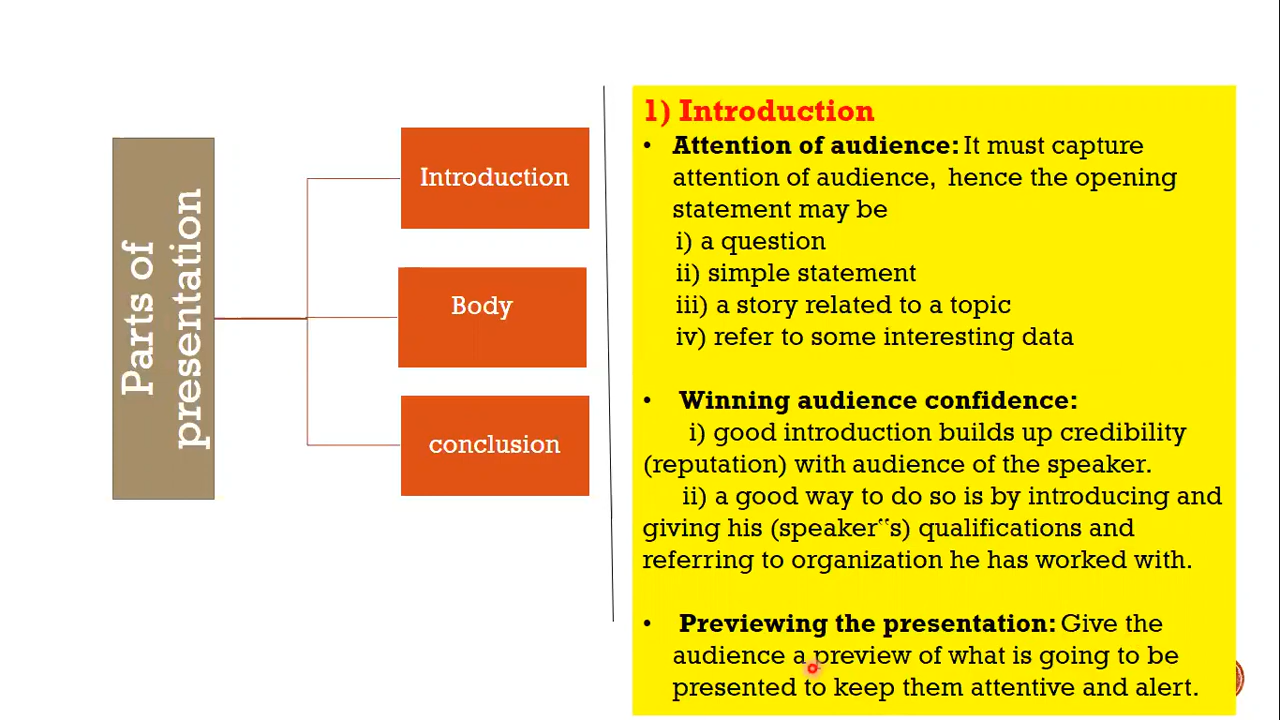 Parts of
presentation
Introduction
Body
conclusion
1) Introduction
• Attention of audience: It must capture
attention of audience, hence the opening
statement may be
i) a question
ii) simple statement
iii) a story related to a topic
iv) refer to some interesting data
• Winning audience confidence:
i) good introduction builds up credibility
(reputation) with audience of the speaker.
ii) a good way to do so is by introducing and
giving his (speaker‟s) qualifications and
referring to organization he has worked with.
• Previewing the presentation: Give the
audience a preview of what is going to be
presented to keep them attentive and alert.